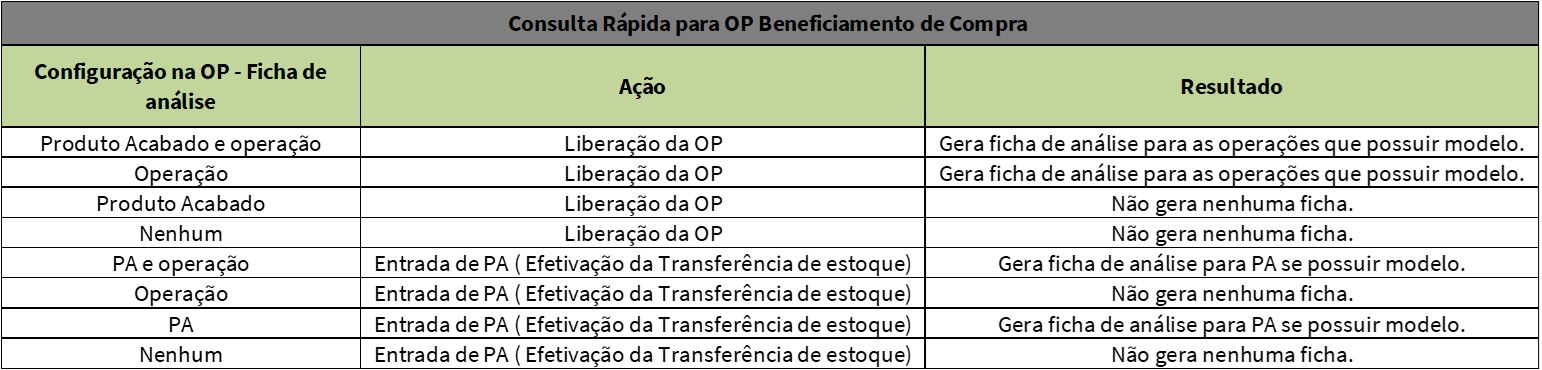 Consulta Rápida para OP Beneficiamento de Compra
Configuração na OP - Ficha de
análise
Ação
Resultado
Produto Acabado e operação
Liberação da OP
Gera ficha de análise para as operações que possuir modelo.
Operação
Liberação da OP
Gera ficha de análise para as operações que possuir modelo.
Produto Acabado
Liberação da OP
Não gera nenhuma ficha.
Nenhum
Liberação da OP
Não gera nenhuma ficha.
PA e operação
Entrada de PA ( Efetivação da Transferência de estoque)
Gera ficha de análise para PA se possuir modelo.
Operação
Entrada de PA ( Efetivação da Transferência de estoque)
Não gera nenhuma ficha.
PA
Entrada de PA ( Efetivação da Transferência de estoque)
Gera ficha de análise para PA se possuir modelo.
Nenhum
Entrada de PA ( Efetivação da Transferência de estoque)
Não gera nenhuma ficha.